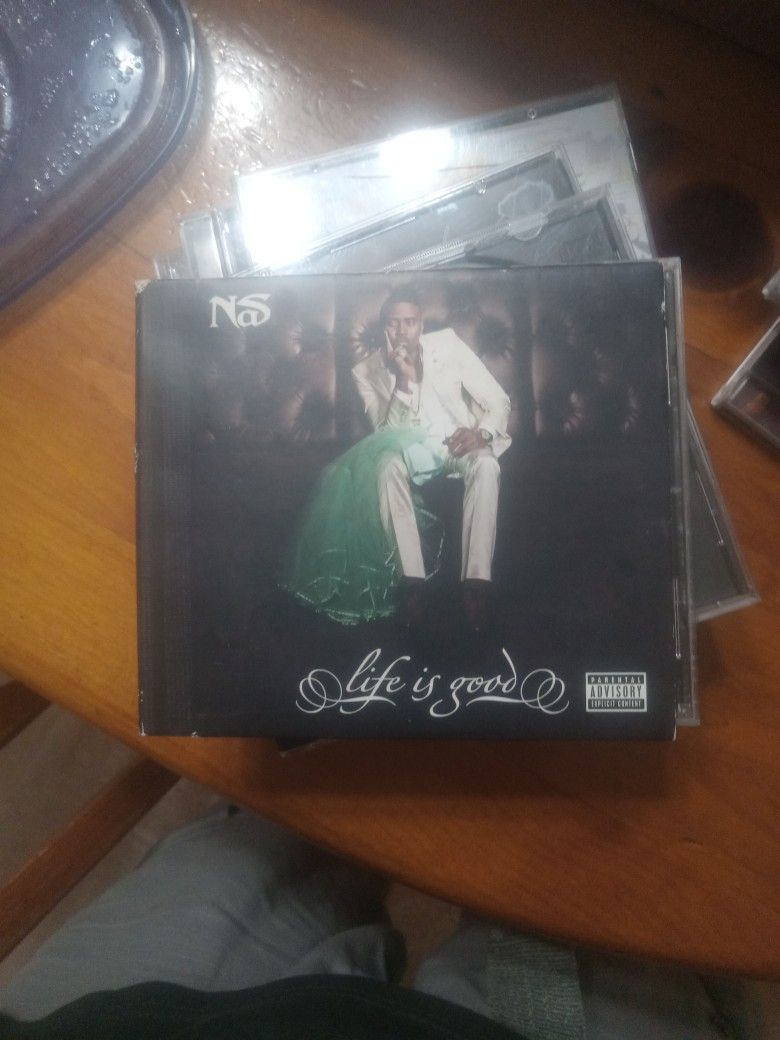 NaS
life is good
PARENTAL
ADVISORY
EXPLICIT CONTENT